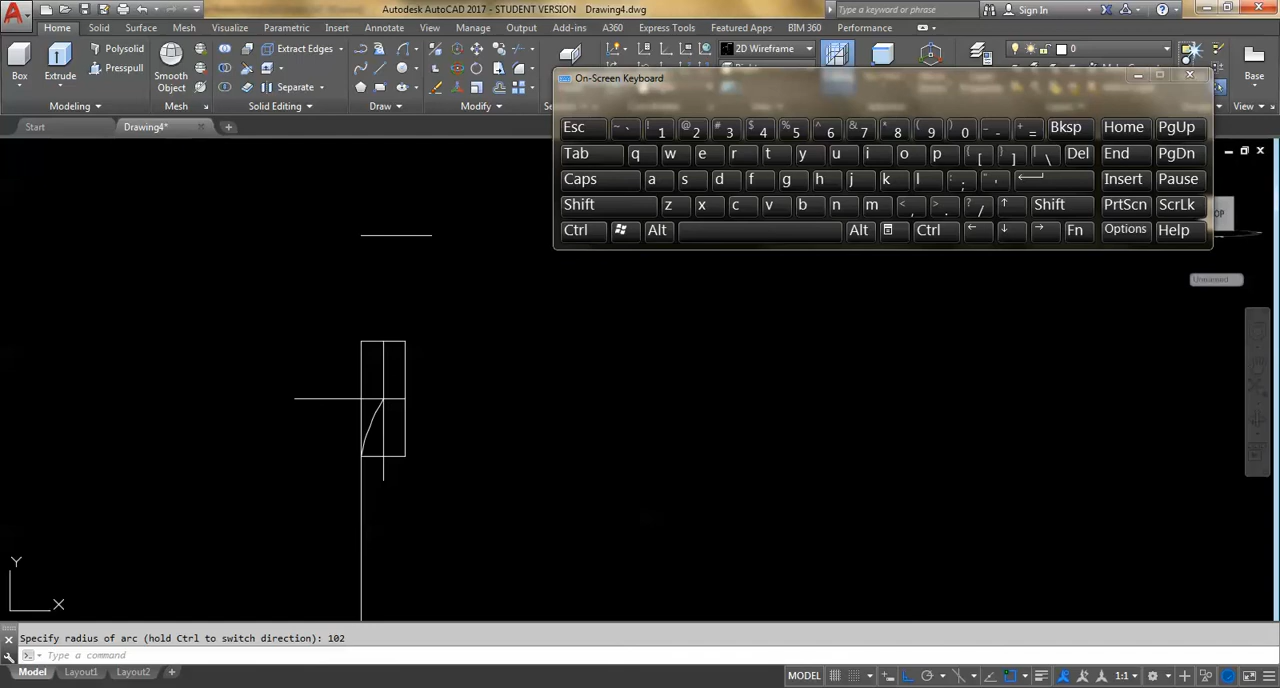 Autodesk AutoCAD 2017 - STUDENT VERSION Drawing4.dwg
Type a keyword or phrase
Sign In
Home Solid Surface Mesh Visualize Parametric Insert Annotate View Manage Output Add-ins A360 Express Tools Featured Apps BIM 360 Performance
Box
Extrude
Polysolid
Presspull
Smooth
Object
Extract Edges
Separate
2D Wireframe
0
Base
Modeling
Mesh
Solid Editing
Draw
Modify
View
On-Screen Keyboard
Start
Drawing4*
Esc ~ ` ! 1 @ 2 # 3 $ 4 % 5 ^ 6 & 7 * 8 ( 9 ) 0 _ - + = Bksp Home PgUp
Tab q w e r t y u i o p { [ } ] | \ Del End PgDn
Caps a s d f g h j k l : ; " ' Insert Pause
Shift z x c v b n m < , > . ? / ↑ Shift PrtScn ScrLk
Ctrl Alt Alt Ctrl ← ↓ → Fn Options Help
OP
Unnamed
Y
X
Specify radius of arc (hold Ctrl to switch direction): 102
Type a command
Model Layout1 Layout2 +
MODEL
1:1